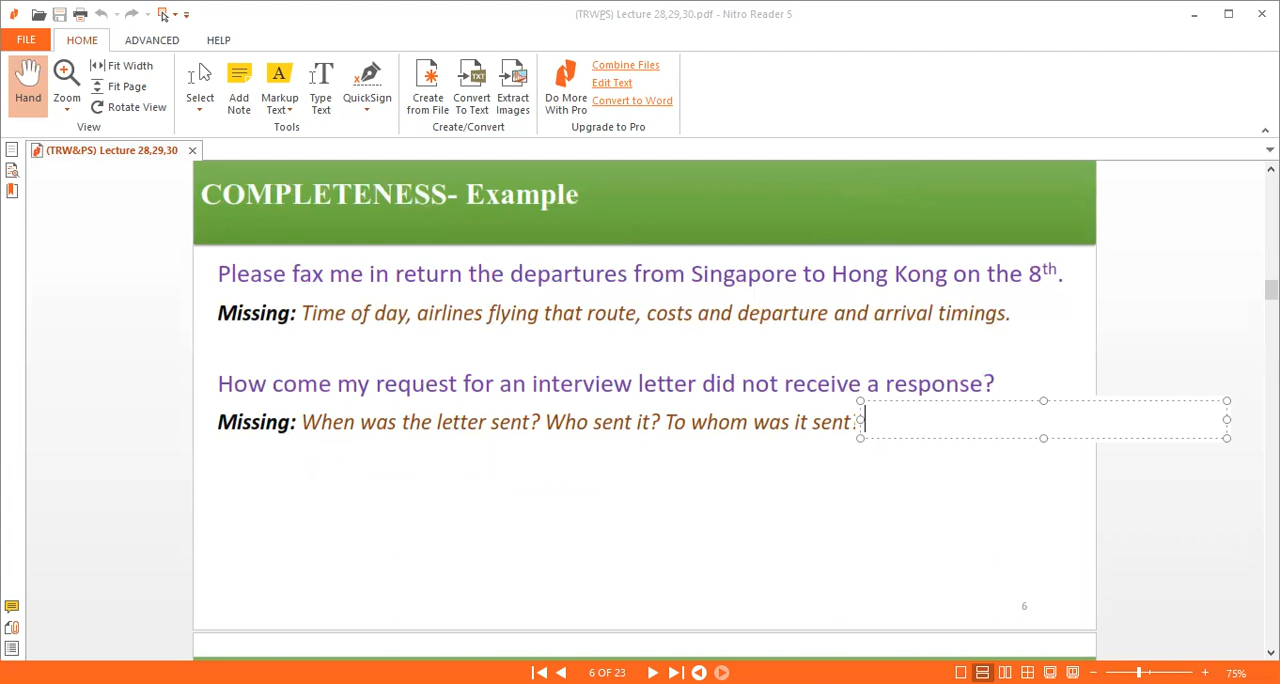 (TRWPS) Lecture 28,29,30.pdf - Nitro Reader 5
FILE
HOME
ADVANCED
HELP
Hand
Zoom
Fit Width
Fit Page
Rotate View
View
Select
Add Note
Markup Text
Type Text
QuickSign
Tools
Create from File
Convert To Text
Extract Images
Create/Convert
Do More With Pro
Combine Files
Edit Text
Convert to Word
Upgrade to Pro
(TRW&PS) Lecture 28,29,30
COMPLETENESS- Example
Please fax me in return the departures from Singapore to Hong Kong on the 8th.
Missing: Time of day, airlines flying that route, costs and departure and arrival timings.
How come my request for an interview letter did not receive a response?
Missing: When was the letter sent? Who sent it? To whom was it sent?
6
6 OF 23
75%